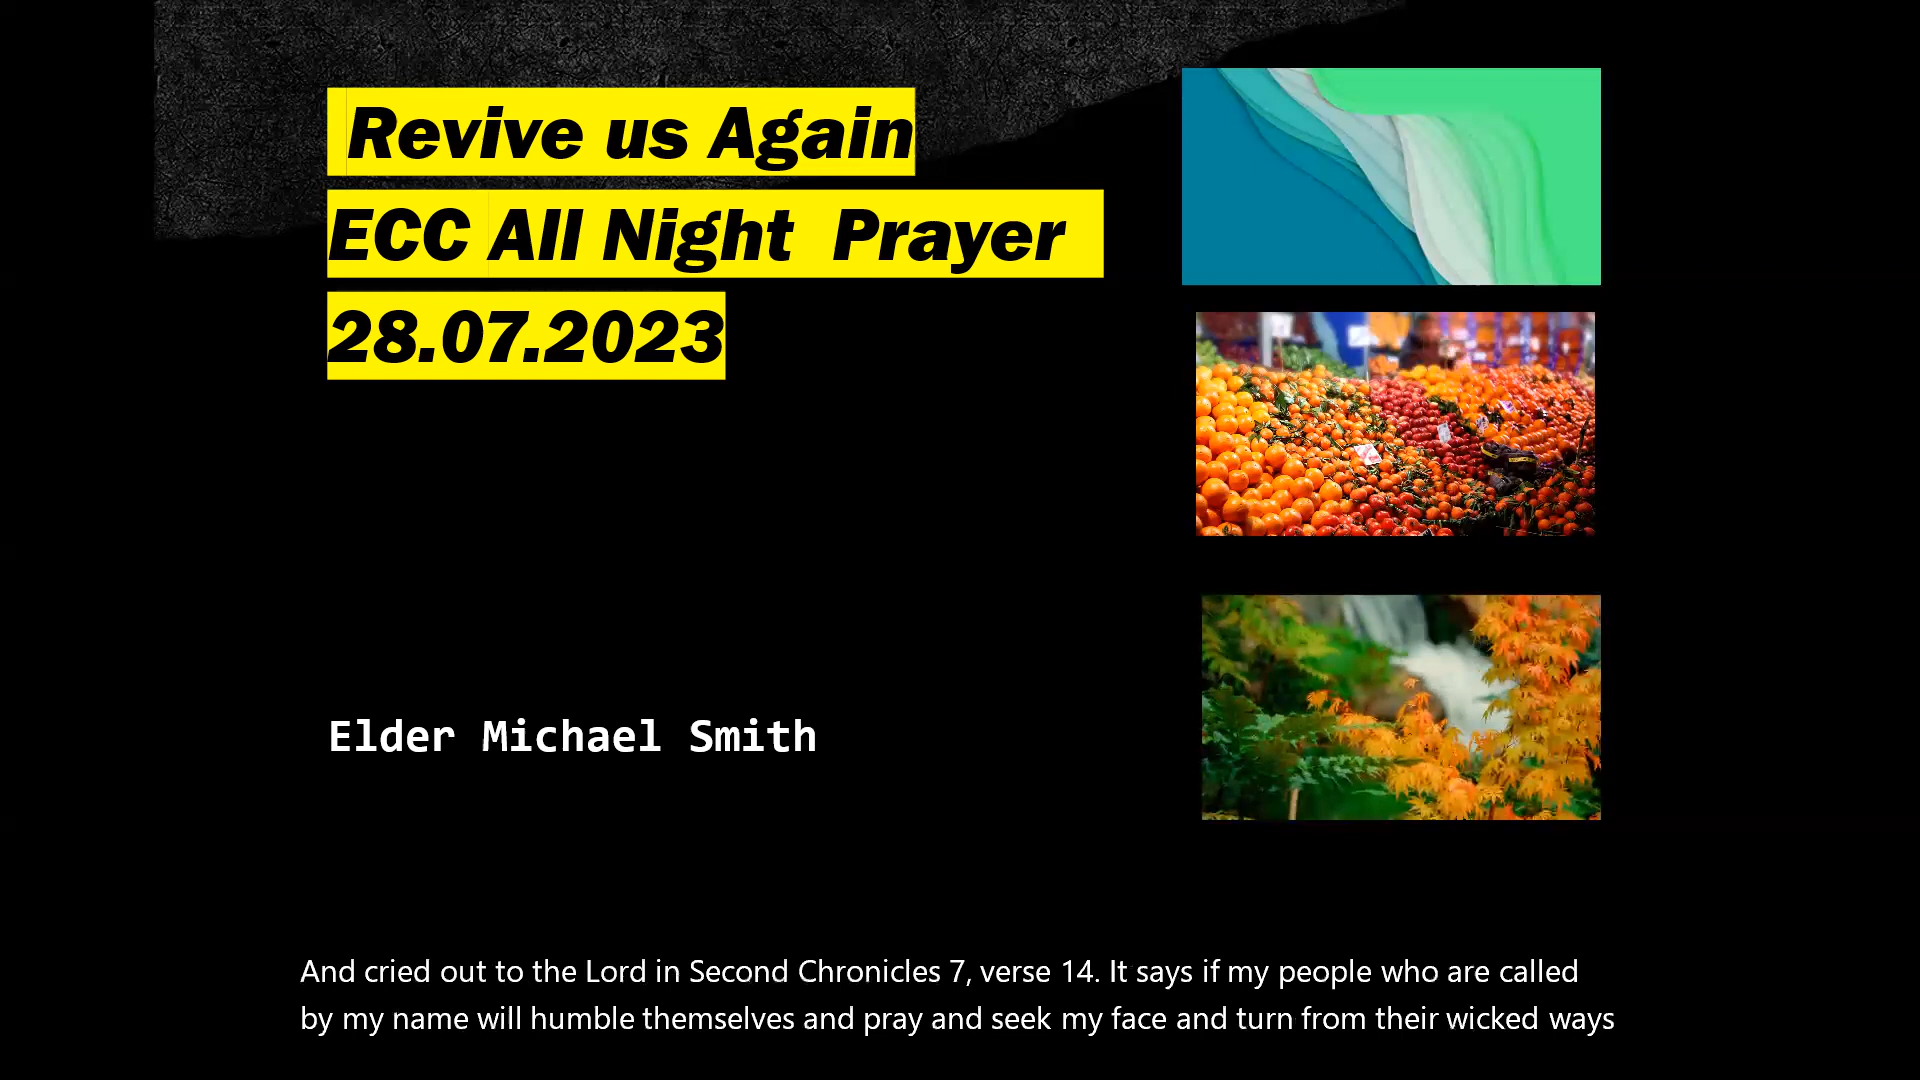 Revive us Again
ECC All Night Prayer
28.07.2023
Elder Michael Smith
And cried out to the Lord in Second Chronicles 7, verse 14. It says if my people who are called
by my name will humble themselves and pray and seek my face and turn from their wicked ways